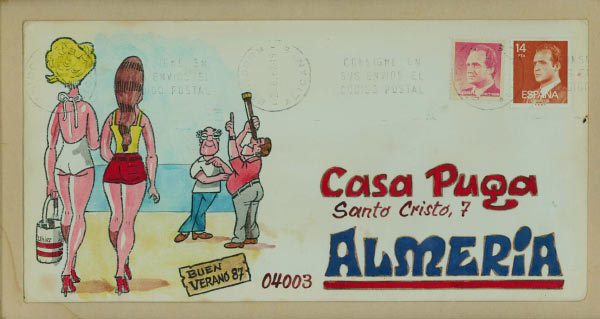 CONSIGNE EN
SUS ENVIOS EL
CODIGO POSTAL
14
PTA
ESPAÑA
Casa Puga
Santo Cristo, 7
ALMERIA
04003
BUEN
VERANO 87